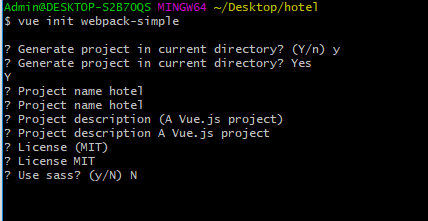 Admin@DESKTOP-S2B7OQS MINGW64 ~/Desktop/hotel
$ vue init webpack-simple
? Generate project in current directory? (Y/n) y
? Generate project in current directory? Yes
Y
? Project name hotel
? Project name hotel
? Project description (A Vue.js project)
? Project description A Vue.js project
? License (MIT)
? License MIT
? Use sass? (y/N) N